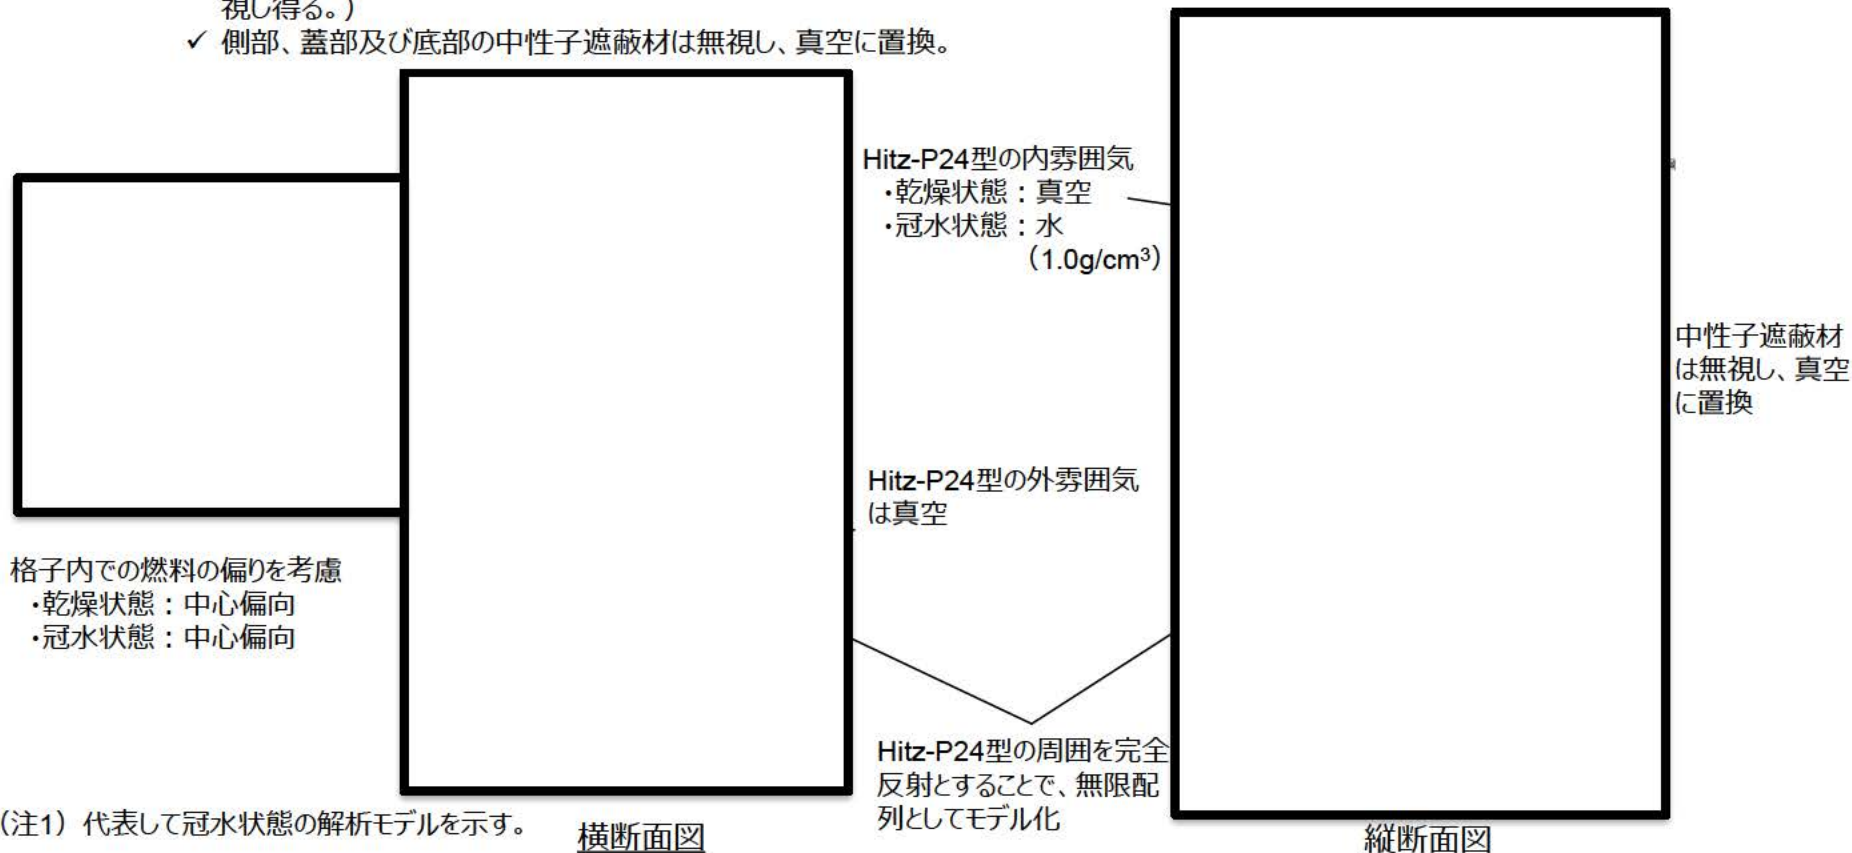 視し得る。)
✓ 側部、蓋部及び底部の中性子遮蔽材は無視し、真空に置換。
Hitz-P24型の内雰囲気
・乾燥状態：真空
・冠水状態：水
（1.0g/cm³）
中性子遮蔽材
は無視し、真空
に置換
Hitz-P24型の外雰囲気
は真空
格子内での燃料の偏りを考慮
・乾燥状態：中心偏向
・冠水状態：中心偏向
Hitz-P24型の周囲を完全
反射とすることで、無限配
列としてモデル化
（注1）代表して冠水状態の解析モデルを示す。
横断面図
縦断面図